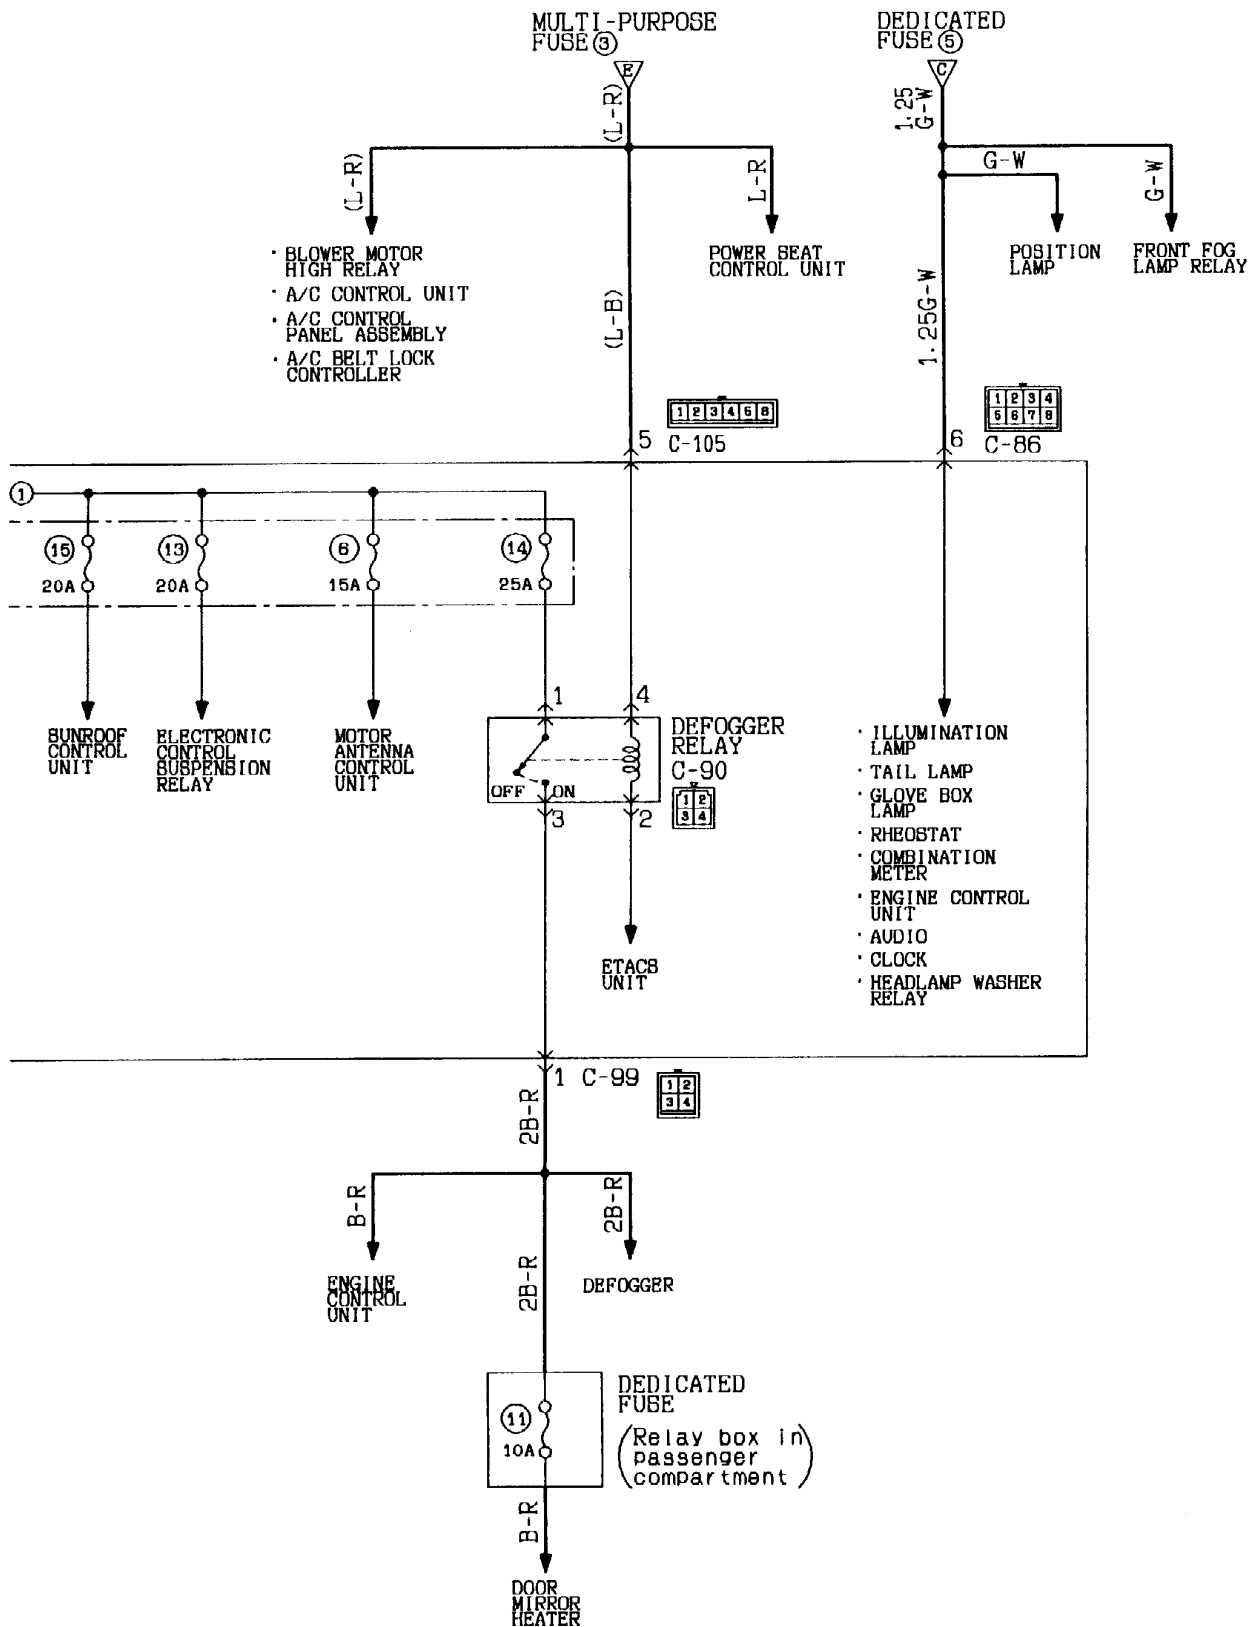 MULTI-PURPOSE
FUSE ③
DEDICATED
FUSE ⑤
E
C
(L-R)
1.25
G-W
(L-R)
L-R
G-W
G-W
· BLOWER MOTOR
HIGH RELAY
· A/C CONTROL UNIT
· A/C CONTROL
PANEL ASSEMBLY
· A/C BELT LOCK
CONTROLLER
POWER SEAT
CONTROL UNIT
POSITION
LAMP
FRONT FOG
LAMP RELAY
(L-B)
1.25G-W
1 2 3 4 5 6
5 C-105
1 2 3 4
5 6 7 8
6 C-86
①
⑮
20A
⑬
20A
⑥
15A
⑭
25A
SUNROOF
CONTROL
UNIT
ELECTRONIC
CONTROL
SUSPENSION
RELAY
MOTOR
ANTENNA
CONTROL
UNIT
1
4
DEFOGGER
RELAY
C-90
1 2
3 4
OFF ON
3
2
ETACS
UNIT
· ILLUMINATION
LAMP
· TAIL LAMP
· GLOVE BOX
LAMP
· RHEOSTAT
· COMBINATION
METER
· ENGINE CONTROL
UNIT
· AUDIO
· CLOCK
· HEADLAMP WASHER
RELAY
1 C-99
1 2
3 4
2B-R
B-R
2B-R
2B-R
ENGINE
CONTROL
UNIT
DEFOGGER
⑪
10A
DEDICATED
FUSE
(Relay box in
passenger
compartment)
B-R
DOOR
MIRROR
HEATER